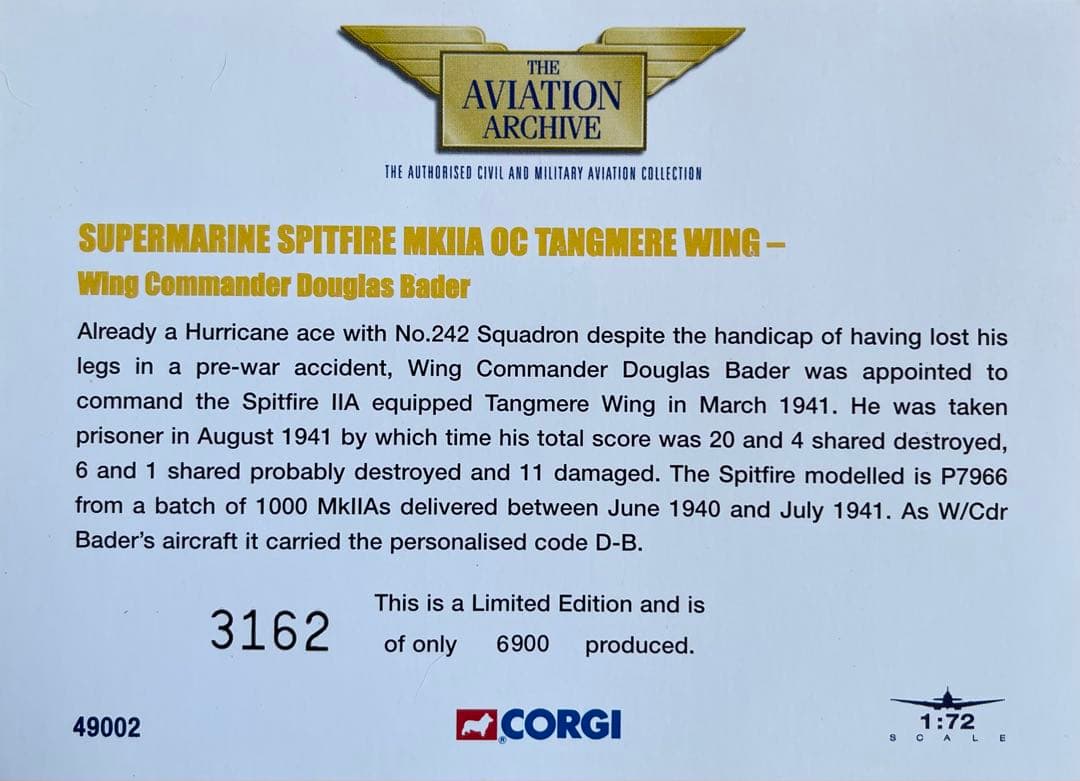 THE
AVIATION
ARCHIVE
THE AUTHORISED CIVIL AND MILITARY AVIATION COLLECTION
SUPERMARINE SPITFIRE MKIIA OC TANGMERE WING –
Wing Commander Douglas Bader
Already a Hurricane ace with No.242 Squadron despite the handicap of having lost his
legs in a pre-war accident, Wing Commander Douglas Bader was appointed to
command the Spitfire IIA equipped Tangmere Wing in March 1941. He was taken
prisoner in August 1941 by which time his total score was 20 and 4 shared destroyed,
6 and 1 shared probably destroyed and 11 damaged. The Spitfire modelled is P7966
from a batch of 1000 MkIIAs delivered between June 1940 and July 1941. As W/Cdr
Bader's aircraft it carried the personalised code D-B.
This is a Limited Edition and is
3162 of only 6900 produced.
49002
CORGI®
1:72
SCALE